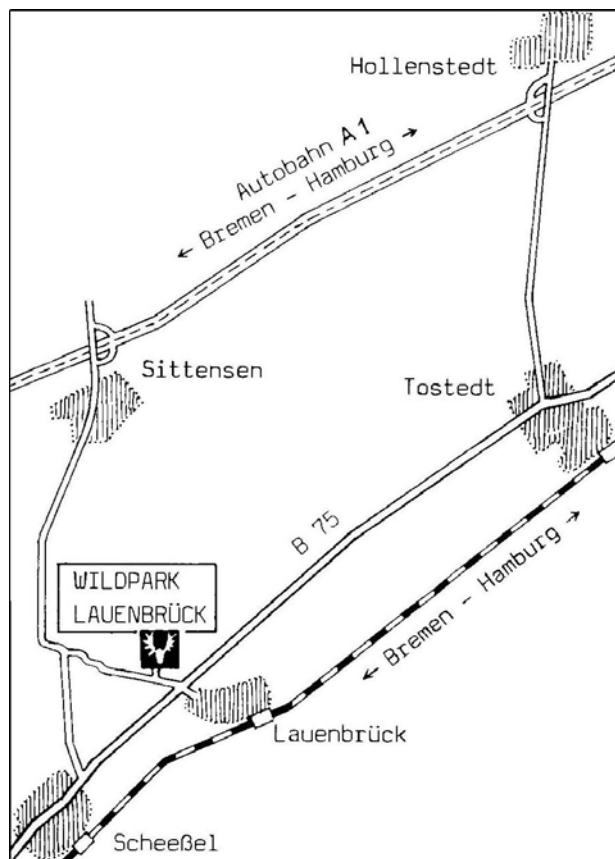 Hollenstedt
Autobahn A1
← Bremen - Hamburg →
Sittensen
Tostedt
B 75
WILDPARK
LAUENBRÜCK
← Bremen - Hamburg →
Lauenbrück
Scheeßel